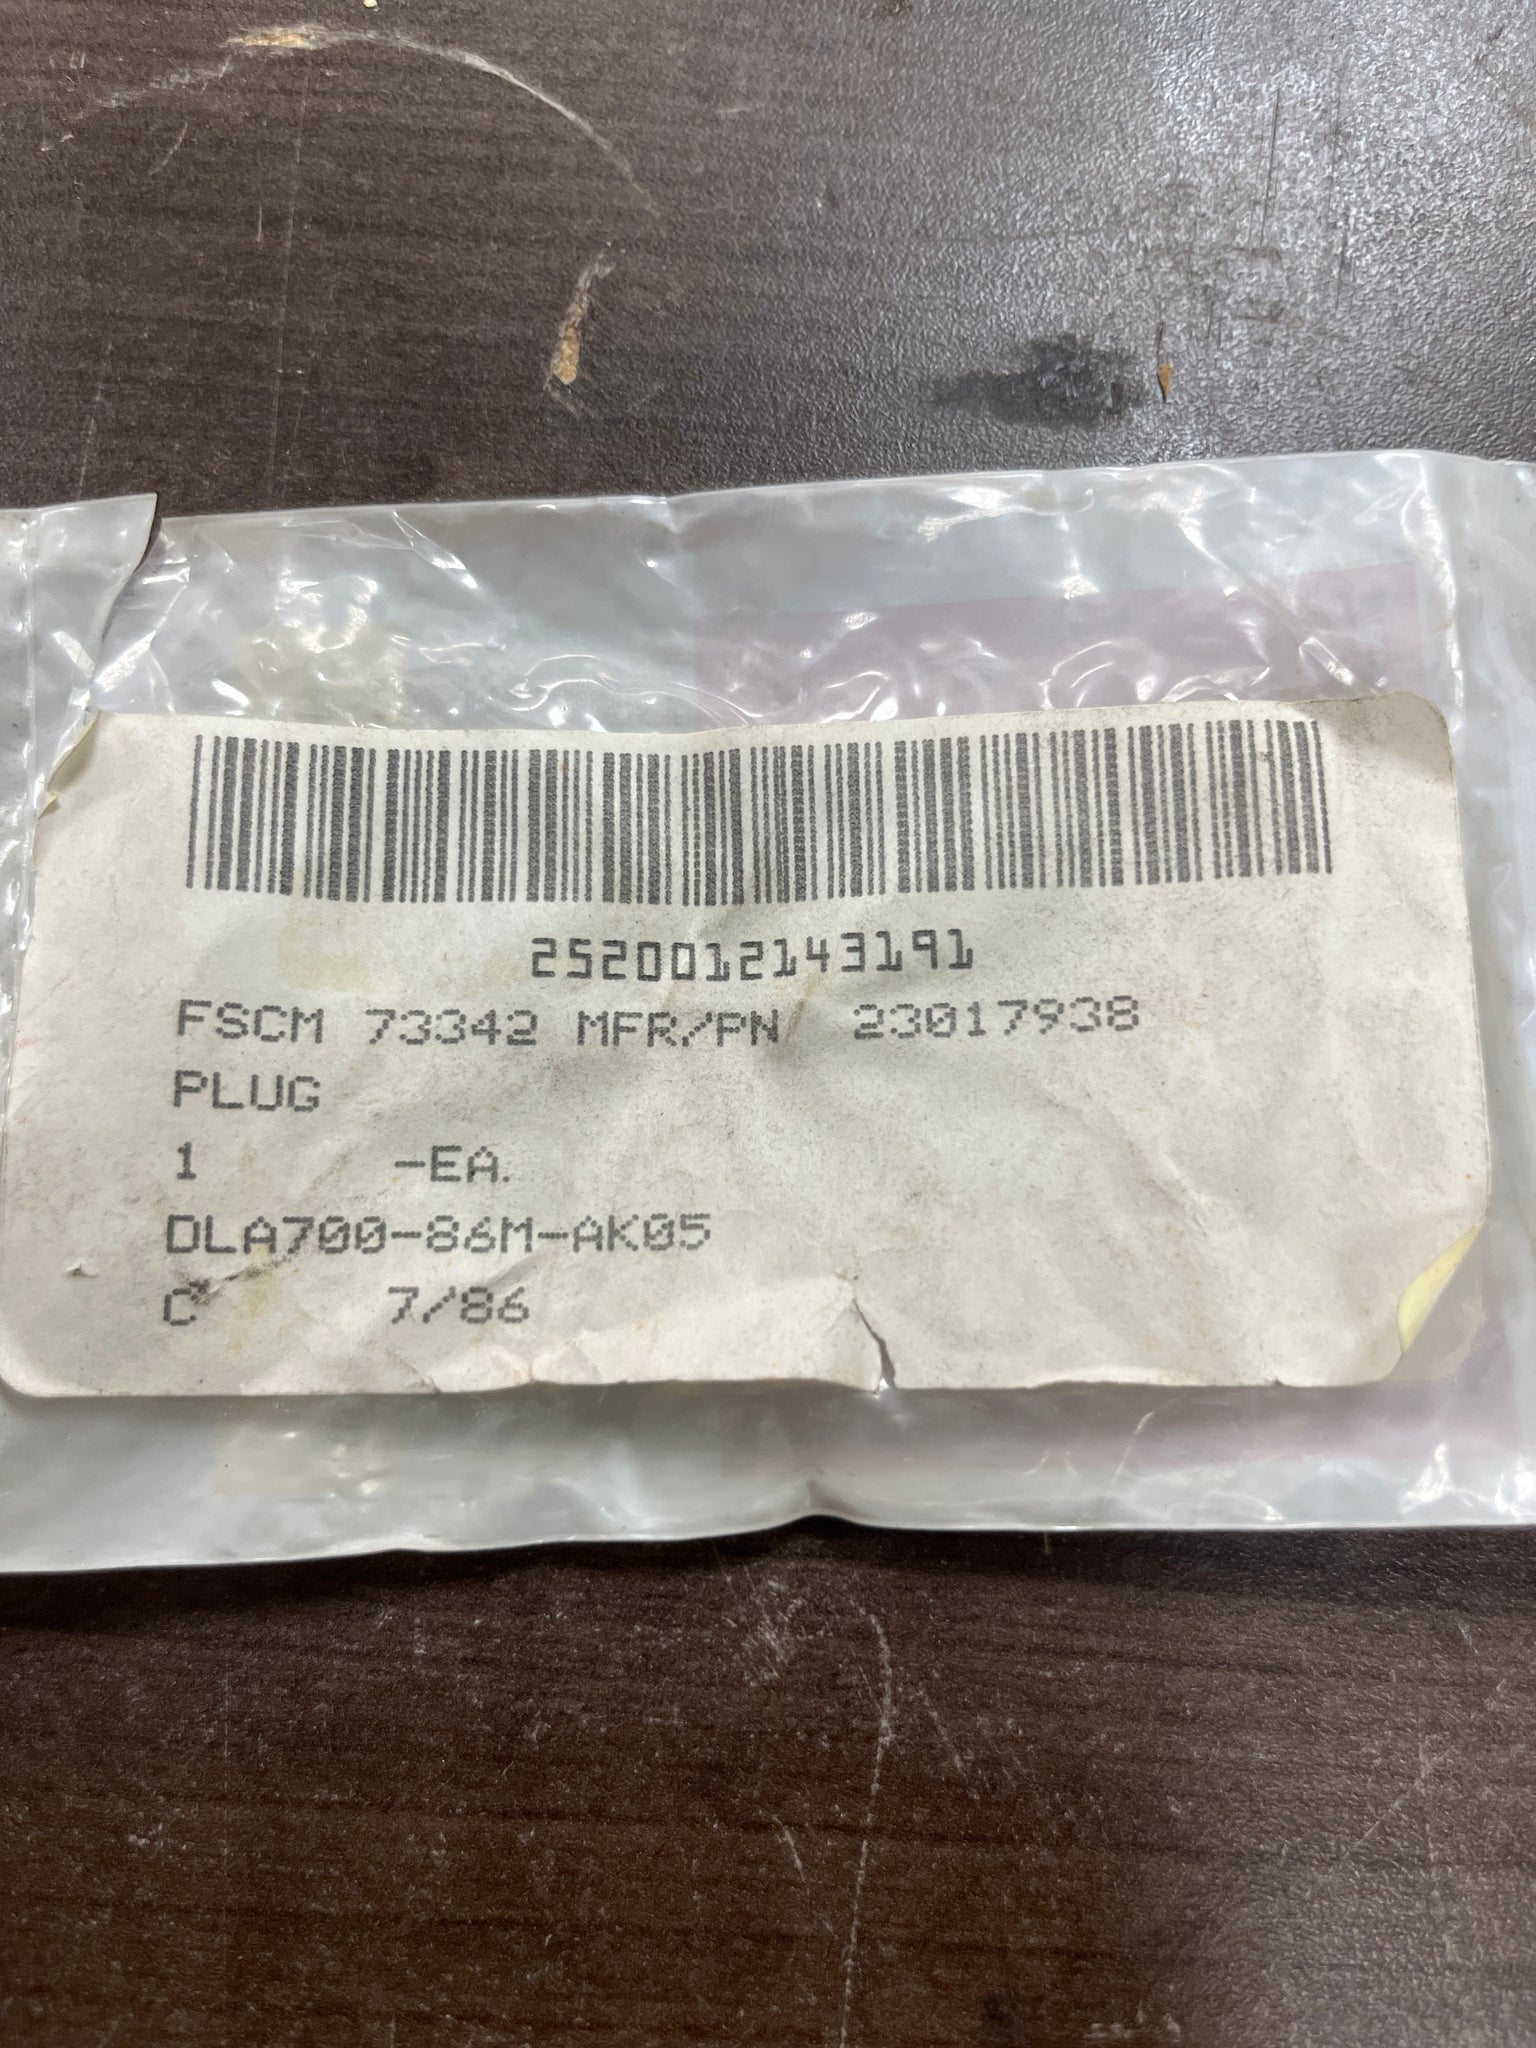 2520012143191
FSCM 73342 MFR/PN 23017938
PLUG
1 -EA.
DLA700-86M-AK05
C 7/86